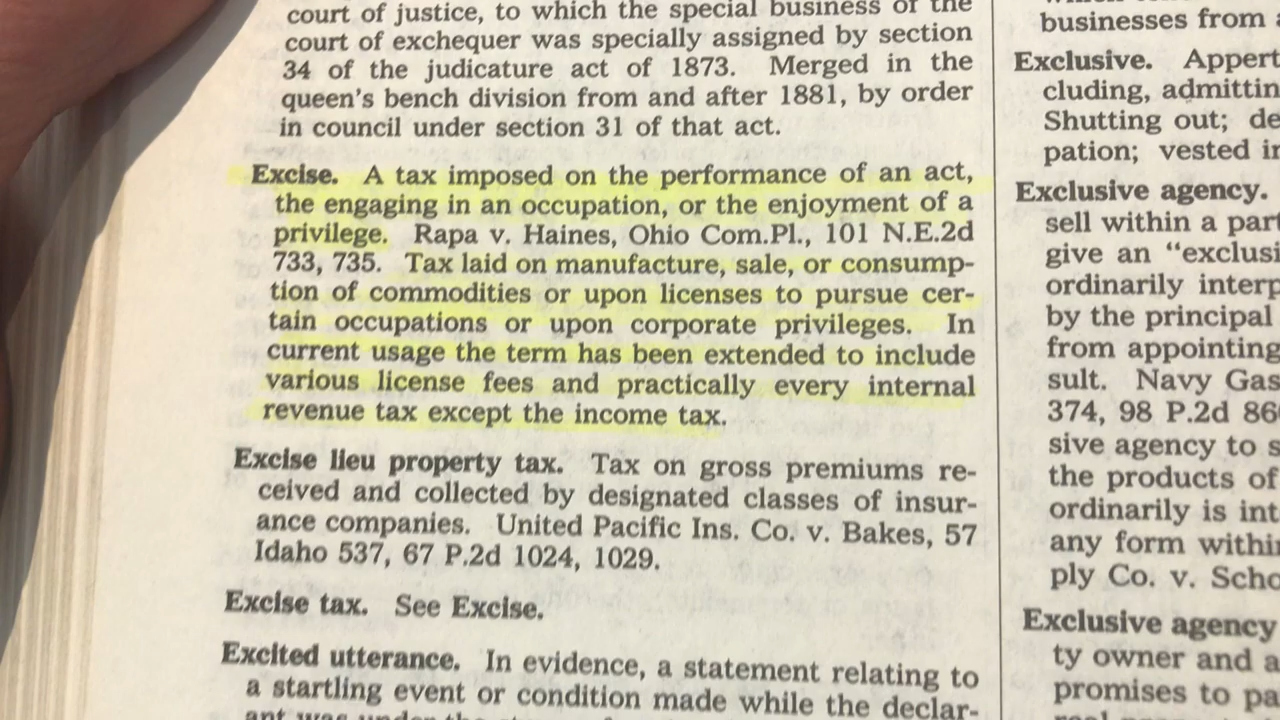 court of justice, to which the special business of the
court of exchequer was specially assigned by section
34 of the judicature act of 1873. Merged in the
queen's bench division from and after 1881, by order
in council under section 31 of that act.
Excise. A tax imposed on the performance of an act,
the engaging in an occupation, or the enjoyment of a
privilege. Rapa v. Haines, Ohio Com.Pl., 101 N.E.2d
733, 735. Tax laid on manufacture, sale, or consump-
tion of commodities or upon licenses to pursue cer-
tain occupations or upon corporate privileges. In
current usage the term has been extended to include
various license fees and practically every internal
revenue tax except the income tax.
Excise lieu property tax. Tax on gross premiums re-
ceived and collected by designated classes of insur-
ance companies. United Pacific Ins. Co. v. Bakes, 57
Idaho 537, 67 P.2d 1024, 1029.
Excise tax. See Excise.
Excited utterance. In evidence, a statement relating to
a startling event or condition made while the declar-
businesses from
Exclusive. Appert
cluding, admittin
Shutting out; de
pation; vested in
Exclusive agency.
sell within a part
give an "exclusi
ordinarily interp
by the principal
from appointing
sult. Navy Gas
374, 98 P.2d 86
sive agency to s
the products of
ordinarily is int
any form within
ply Co. v. Scho
Exclusive agency
ty owner and a
promises to pa